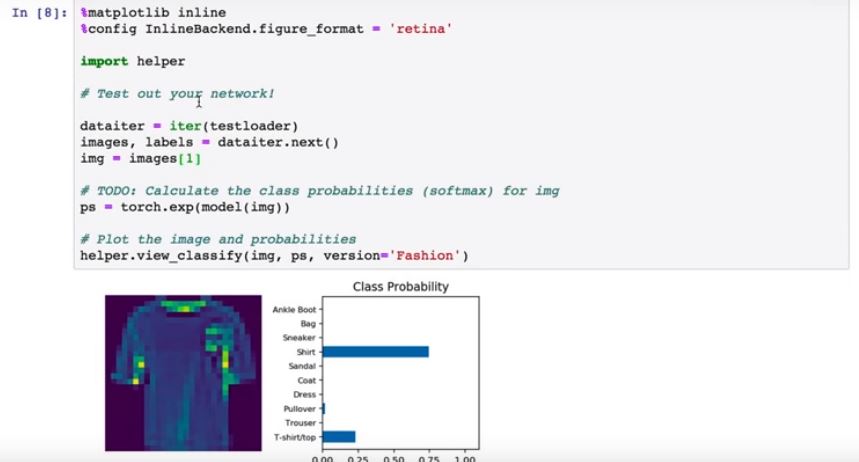 In [8]: %matplotlib inline
%config InlineBackend.figure_format = 'retina'
import helper
# Test out your network!
dataiter = iter(testloader)
images, labels = dataiter.next()
img = images[1]
# TODO: Calculate the class probabilities (softmax) for img
ps = torch.exp(model(img))
# Plot the image and probabilities
helper.view_classify(img, ps, version='Fashion')
Class Probability
Ankle Boot
Bag
Sneaker
Shirt
Sandal
Coat
Dress
Pullover
Trouser
T-shirt/top
0.00 0.25 0.50 0.75 1.00